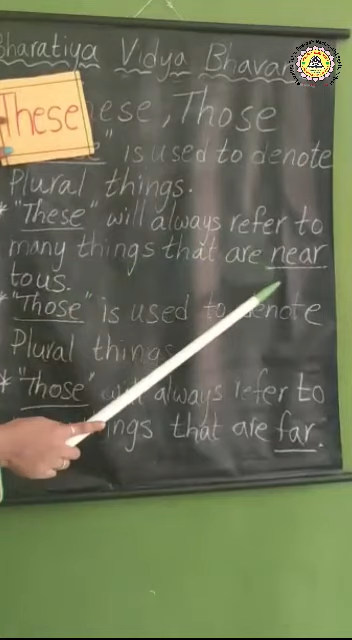 Bharatiya Vidya Bhavan
These
ese, Those
" is used to denote
Plural things.
* "These" will always refer to
many things that are near
to us.
"Those" is used to denote
Plural things
* "Those" will always refer to
ings that are far.